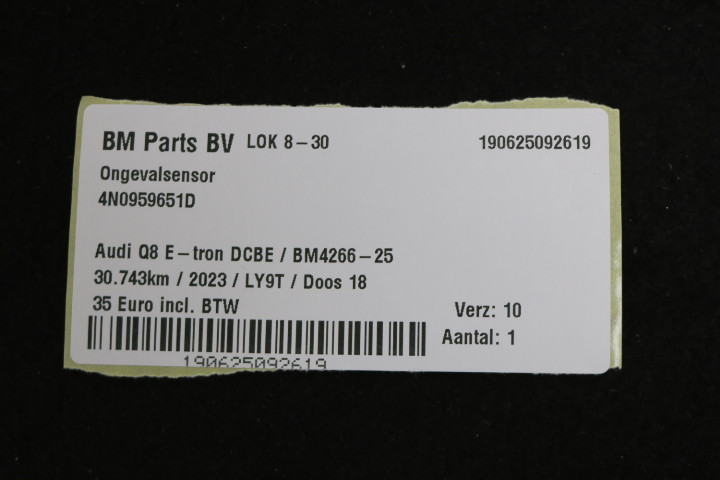 BM Parts BV LOK 8-30 190625092619
Ongevalsensor
4N0959651D
Audi Q8 E-tron DCBE / BM4266-25
30.743km / 2023 / LY9T / Doos 18
35 Euro incl. BTW
Verz: 10
Aantal: 1
190625092619